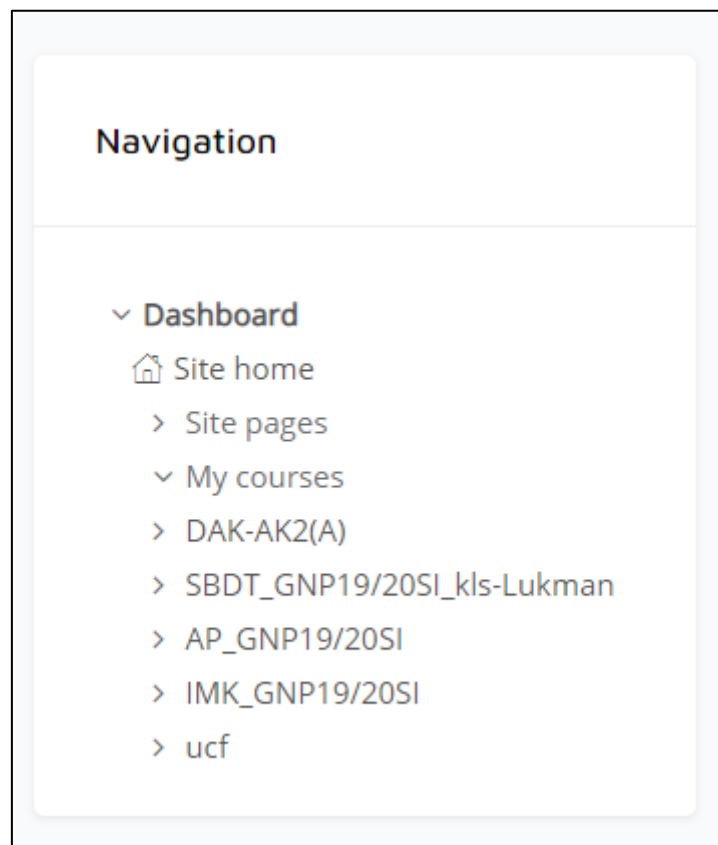 Navigation
Dashboard
Site home
Site pages
My courses
DAK-AK2(A)
SBDT_GNP19/20SI_kls-Lukman
AP_GNP19/20SI
IMK_GNP19/20SI
ucf